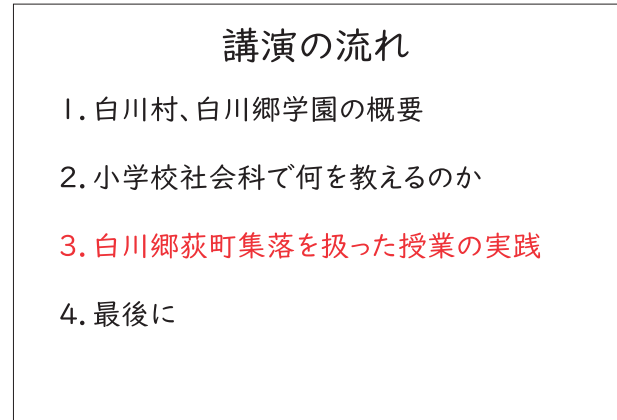 講演の流れ
1. 白川村、白川郷学園の概要
2. 小学校社会科で何を教えるのか
3. 白川郷荻町集落を扱った授業の実践
4. 最後に